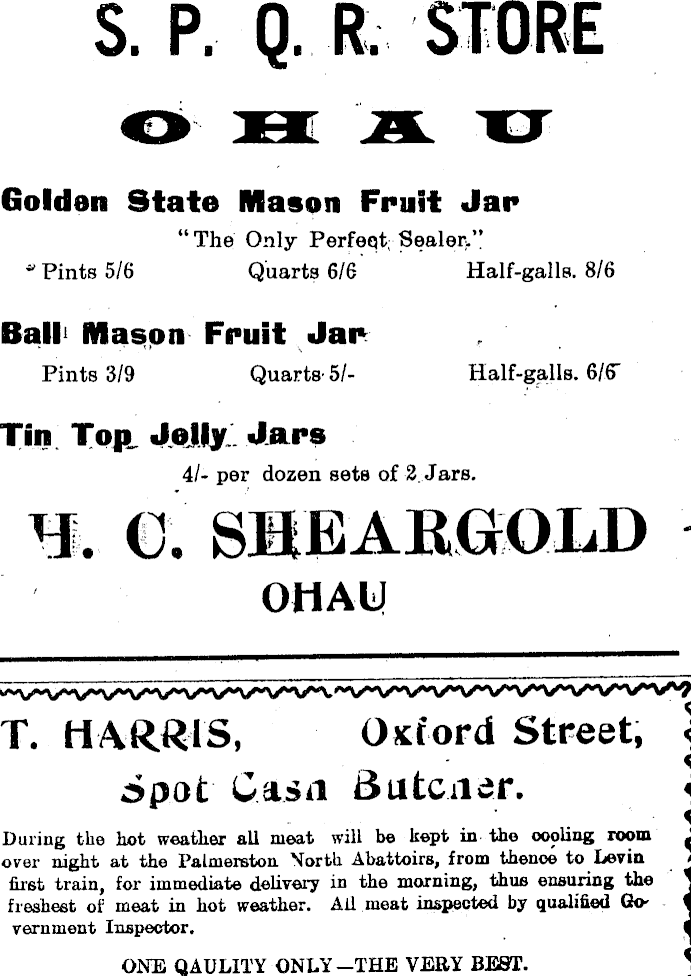 S. P. Q. R. STORE
OHAU
Golden State Mason Fruit Jar
"The Only Perfect Sealer."
Pints 5/6 Quarts 6/6 Half-galls. 8/6
Ball Mason Fruit Jar
Pints 3/9 Quarts 5/- Half-galls. 6/6
Tin Top Jelly Jars
4/- per dozen sets of 2 Jars.
H. C. SHEARGOLD
OHAU
T. HARRIS, Oxford Street,
Spot Cash Butcher.
During the hot weather all meat will be kept in the cooling room
over night at the Palmerston North Abattoirs, from thence to Levin
first train, for immediate delivery in the morning, thus ensuring the
freshest of meat in hot weather. All meat inspected by qualified Go-
vernment Inspector.
ONE QAULITY ONLY—THE VERY BEST.